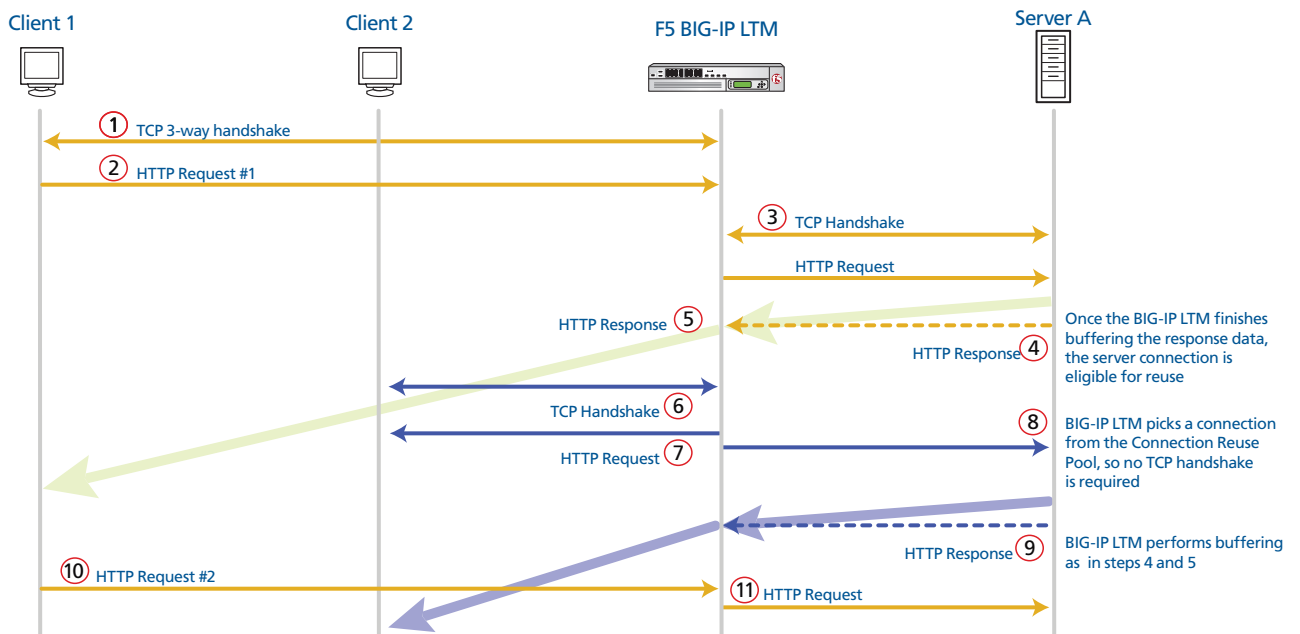 Client 1
Client 2
F5 BIG-IP LTM
Server A
1 TCP 3-way handshake
2 HTTP Request #1
3 TCP Handshake
HTTP Request
HTTP Response 5
HTTP Response 4
Once the BIG-IP LTM finishes
buffering the response data,
the server connection is
eligible for reuse
TCP Handshake 6
HTTP Request 7
8
BIG-IP LTM picks a connection
from the Connection Reuse
Pool, so no TCP handshake
is required
HTTP Response 9
BIG-IP LTM performs buffering
as in steps 4 and 5
10 HTTP Request #2
11 HTTP Request